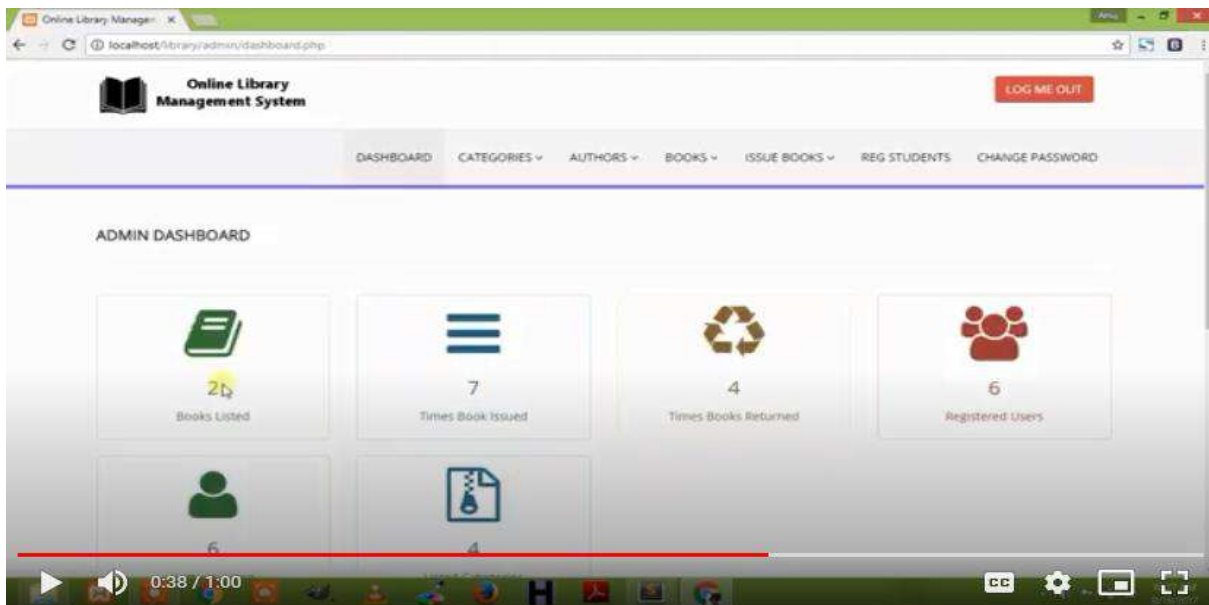 Online Library Manager
localhost/library/admin/dashboard.php
Online Library
Management System
LOG ME OUT
DASHBOARD CATEGORIES AUTHORS BOOKS ISSUE BOOKS REG STUDENTS CHANGE PASSWORD
ADMIN DASHBOARD
2
Books Listed
7
Times Book Issued
4
Times Books Returned
6
Registered Users
6
4
0:38 / 1:00
CC